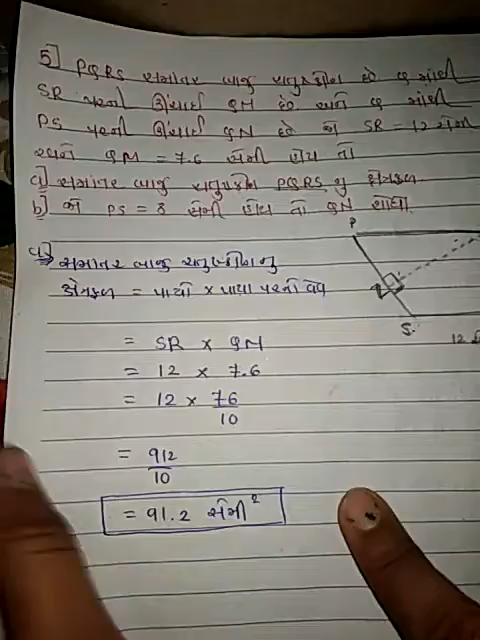 5] PQRS સમાંતર બાજુ ચતુષ્કોણ છે Q માંથી
SR પરની ઊંચાઈ QM છે અને Q માંથી
PS પરની ઊંચાઈ QN છે જો SR = 12 સેમી
અને QM = 7.6 સેમી હોય તો
a) સમાંતર બાજુ ચતુષ્કોણ PQRS નું ક્ષેત્રફળ
b) જો PS = 8 સેમી હોય તો QN શોધો
P
a) સમાંતર બાજુ ચતુષ્કોણનું
ક્ષેત્રફળ = પાયો × પાયા પરનો વેધ
N
S
12
= SR × QM
= 12 × 7.6
= 12 × 76
10
= 912
10
= 91.2 સેમી²